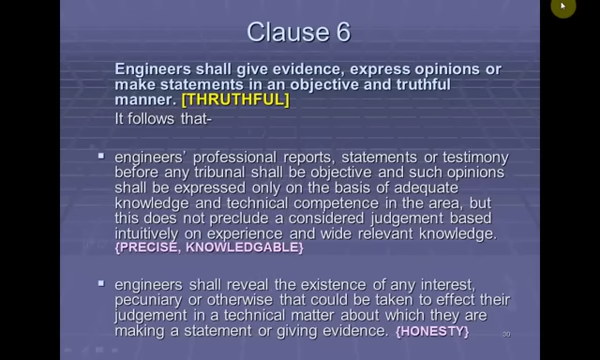 Clause 6
Engineers shall give evidence, express opinions or
make statements in an objective and truthful
manner. [THRUTHFUL]
It follows that-
engineers' professional reports, statements or testimony
before any tribunal shall be objective and such opinions
shall be expressed only on the basis of adequate
knowledge and technical competence in the area, but
this does not preclude a considered judgement based
intuitively on experience and wide relevant knowledge.
{PRECISE, KNOWLEDGABLE}
engineers shall reveal the existence of any interest,
pecuniary or otherwise that could be taken to effect their
judgement in a technical matter about which they are
making a statement or giving evidence. {HONESTY}
30